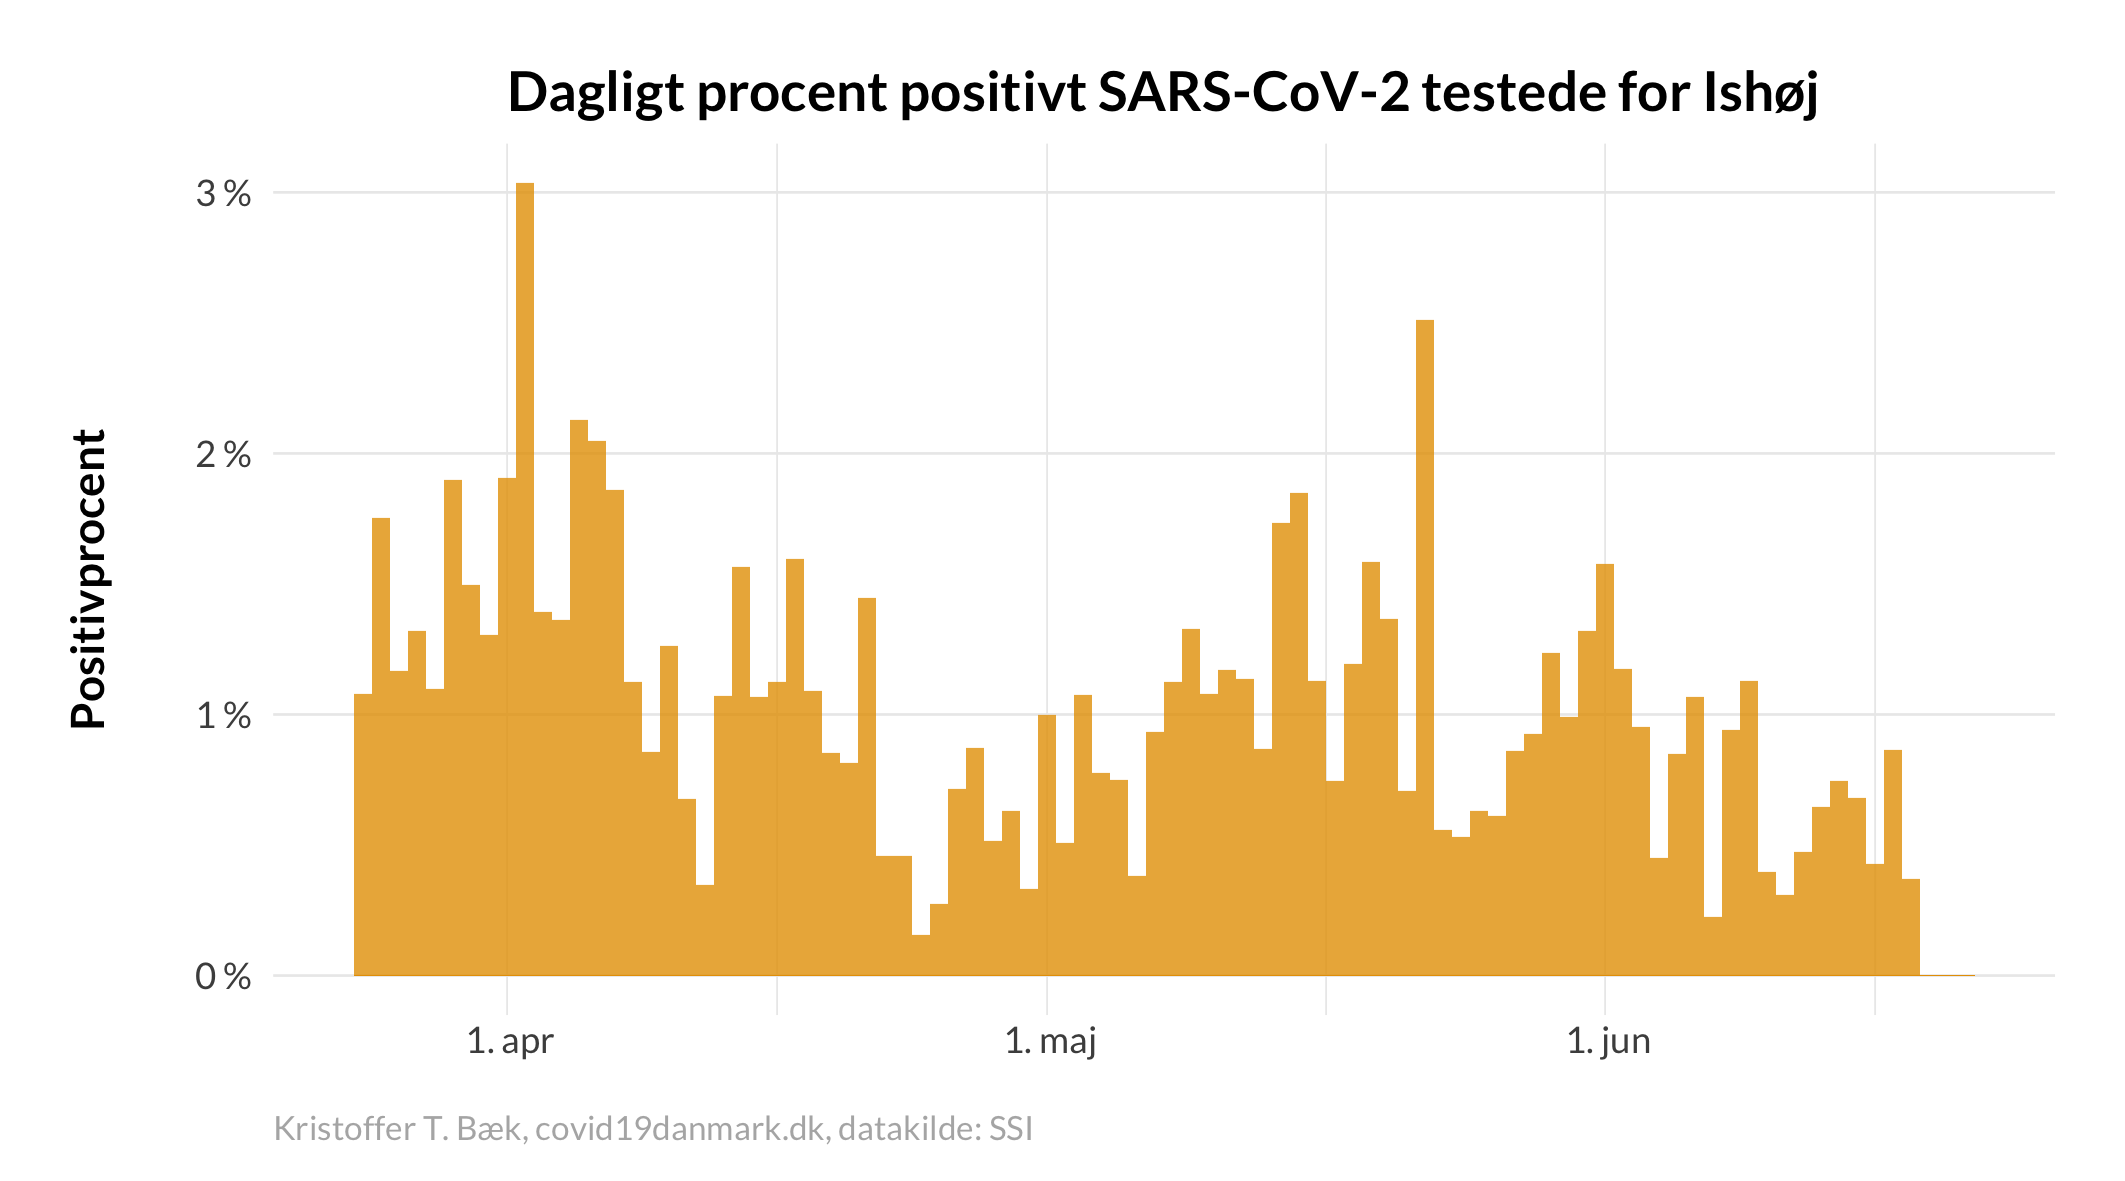 Dagligt procent positivt SARS-CoV-2 testede for Ishøj
Positivprocent
3 %
2 %
1 %
0 %
1. apr
1. maj
1. jun
Kristoffer T. Bæk, covid19danmark.dk, datakilde: SSI